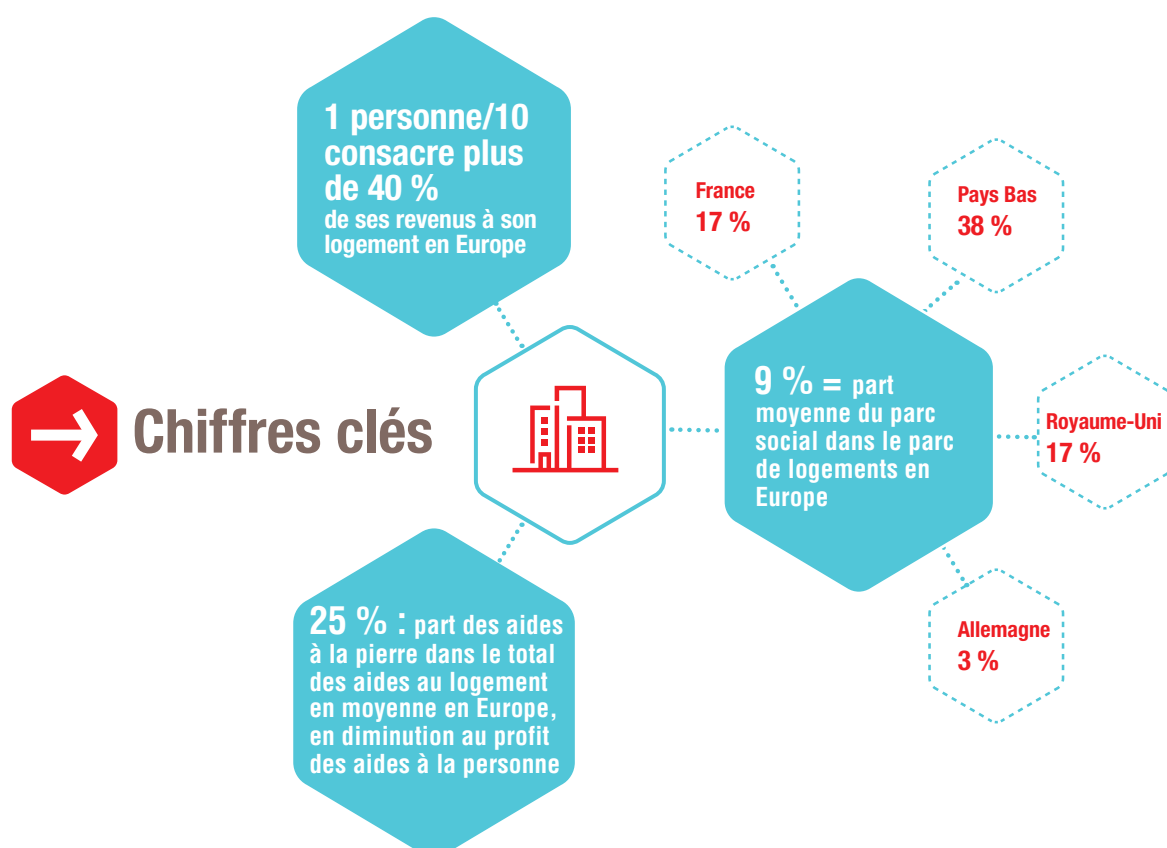 1 personne/10
consacre plus
de 40 %
de ses revenus à son
logement en Europe
France
17 %
Pays Bas
38 %
Chiffres clés
9 % = part
moyenne du parc
social dans le parc
de logements en
Europe
Royaume-Uni
17 %
Allemagne
3 %
25 % : part des aides
à la pierre dans le total
des aides au logement
en moyenne en Europe,
en diminution au profit
des aides à la personne